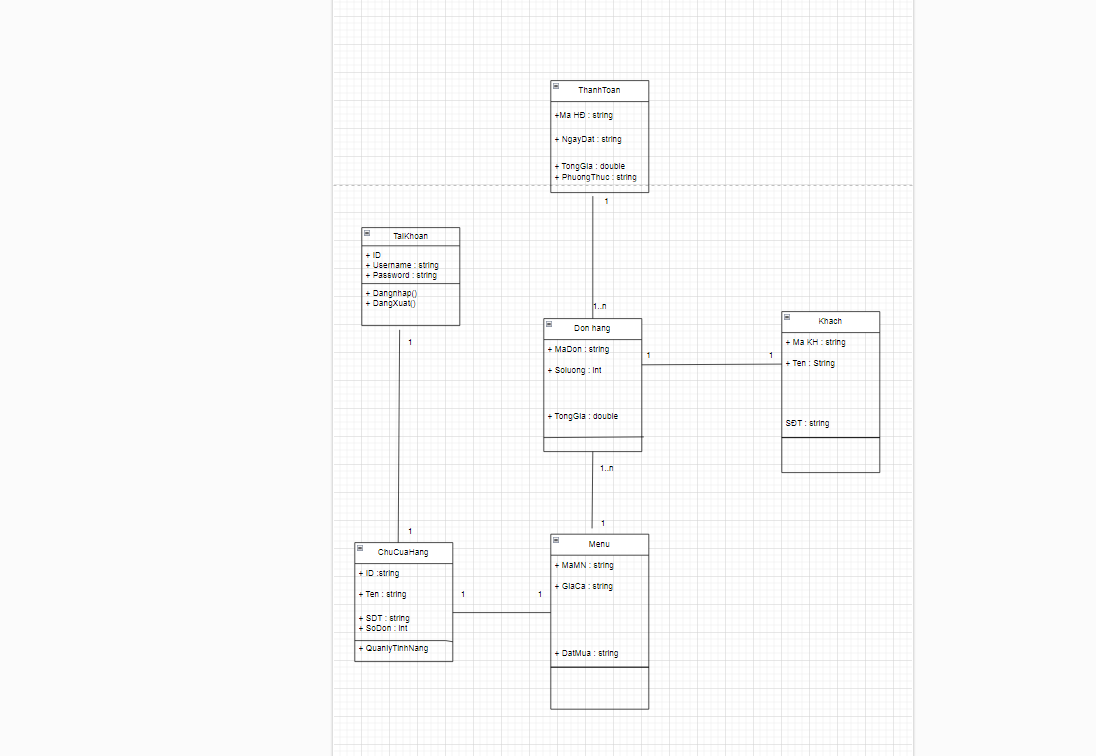 ThanhToan
+Ma HĐ : string
+ NgayDat : string
+ TongGia : double
+ PhuongThuc : string
1
1..n
TaiKhoan
+ ID
+ Username : string
+ Password : string
+ Dangnhap()
+ DangXuat()
1
1
Don hang
+ MaDon : string
+ Soluong : int
+ TongGia : double
1
1
Khach
+ Ma KH : string
+ Ten : String
SĐT : string
1..n
1
ChuCuaHang
+ ID :string
+ Ten : string
+ SDT : string
+ SoDon : int
+ QuanlyTinhNang
1
1
Menu
+ MaMN : string
+ GiaCa : string
+ DatMua : string